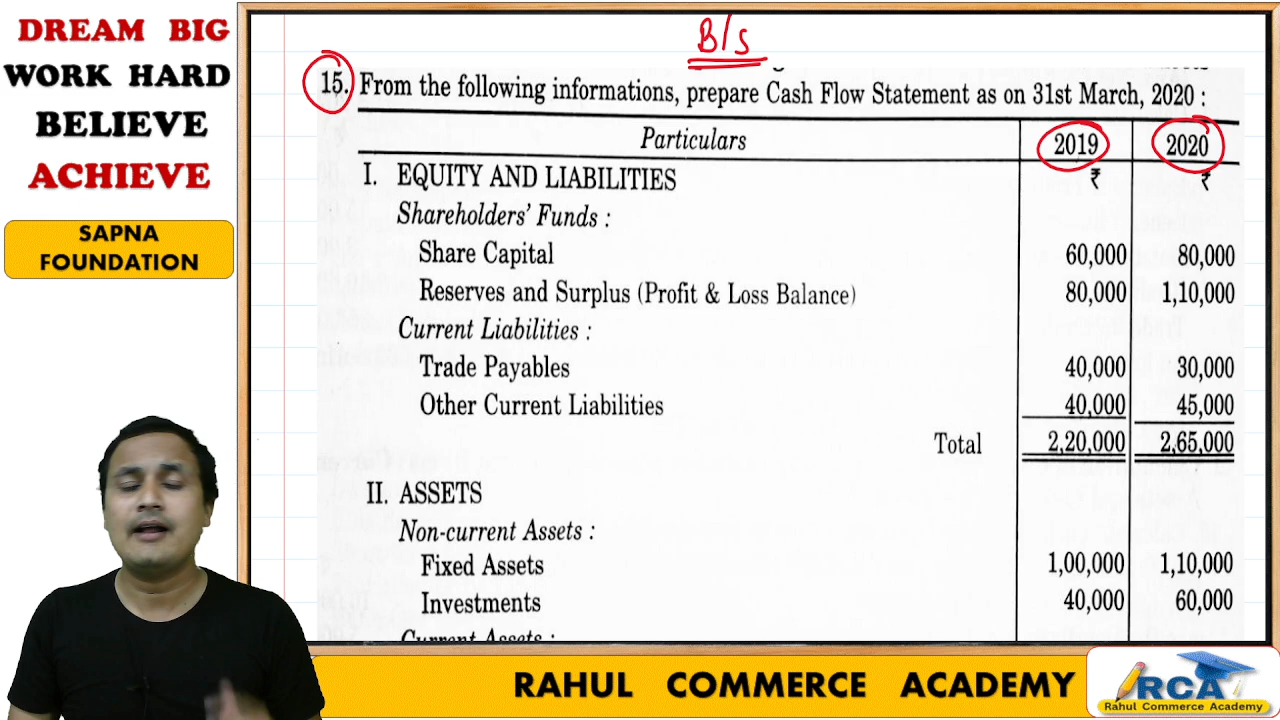 DREAM BIG
WORK HARD
BELIEVE
ACHIEVE
SAPNA
FOUNDATION
B/S
15. From the following informations, prepare Cash Flow Statement as on 31st March, 2020 :
Particulars 2019 2020
I. EQUITY AND LIABILITIES ₹ ₹
Shareholders' Funds :
Share Capital 60,000 80,000
Reserves and Surplus (Profit & Loss Balance) 80,000 1,10,000
Current Liabilities :
Trade Payables 40,000 30,000
Other Current Liabilities 40,000 45,000
Total 2,20,000 2,65,000
II. ASSETS
Non-current Assets :
Fixed Assets 1,00,000 1,10,000
Investments 40,000 60,000
Current Assets :
RAHUL COMMERCE ACADEMY
RCA
Rahul Commerce Academy